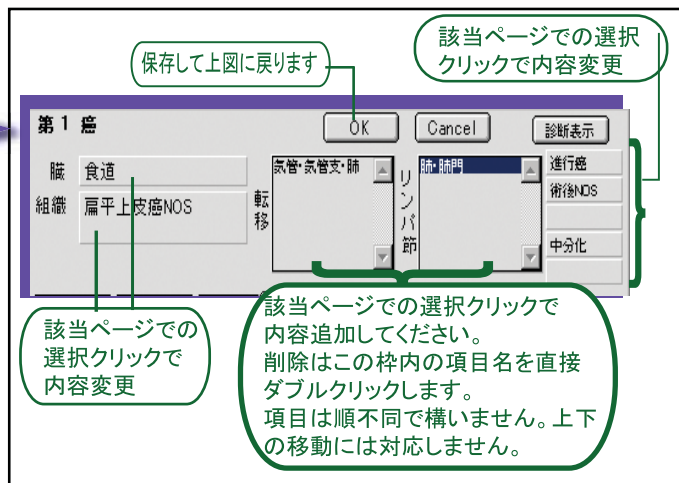 保存して上図に戻ります
該当ページでの選択
クリックで内容変更
第1 癌
OK
Cancel
診断表示
臓 食道
組織 扁平上皮癌NOS
転移
気管・気管支・肺
リンパ節
肺・肺門
進行癌
術後NOS
中分化
該当ページでの
選択クリックで
内容変更
該当ページでの選択クリックで
内容追加してください。
削除はこの枠内の項目名を直接
ダブルクリックします。
項目は順不同で構いません。上下
の移動には対応しません。